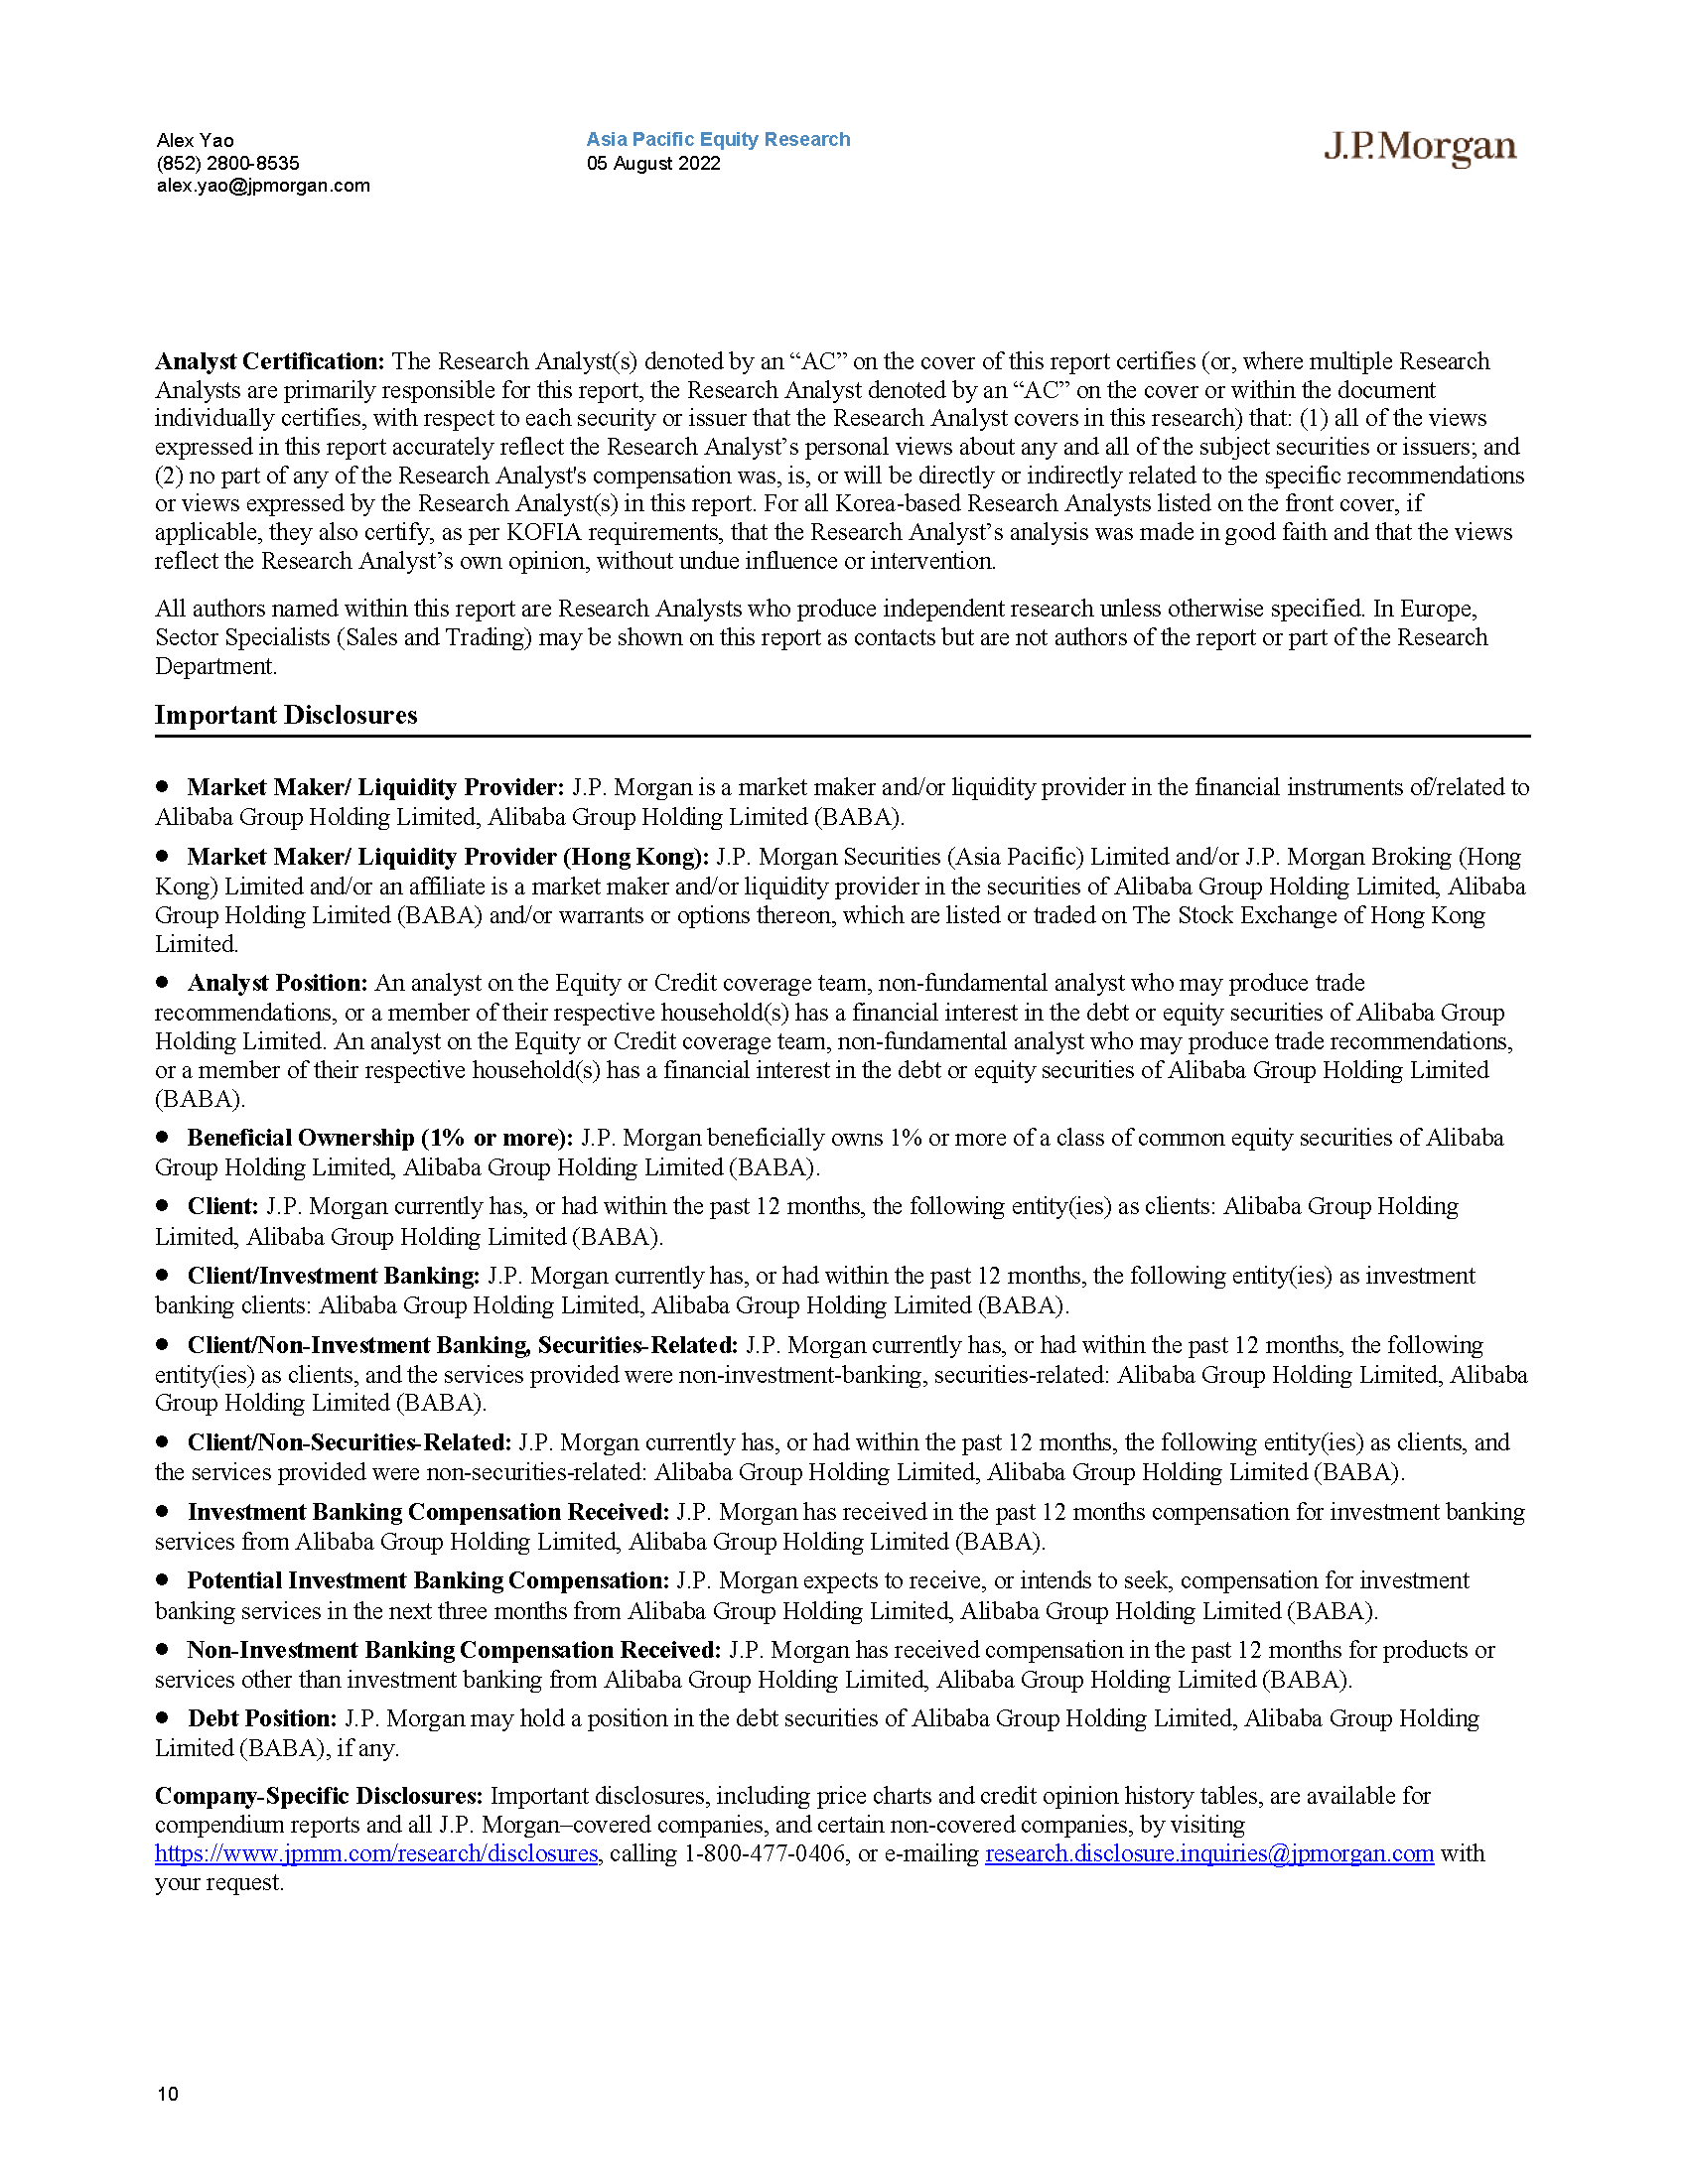 Alex Yao
(852) 2800-8535
alex.yao@jpmorgan.com
Asia Pacific Equity Research
05 August 2022
J.P.Morgan
Analyst Certification: The Research Analyst(s) denoted by an “AC” on the cover of this report certifies (or, where multiple Research
Analysts are primarily responsible for this report, the Research Analyst denoted by an “AC” on the cover or within the document
individually certifies, with respect to each security or issuer that the Research Analyst covers in this research) that: (1) all of the views
expressed in this report accurately reflect the Research Analyst’s personal views about any and all of the subject securities or issuers; and
(2) no part of any of the Research Analyst's compensation was, is, or will be directly or indirectly related to the specific recommendations
or views expressed by the Research Analyst(s) in this report. For all Korea-based Research Analysts listed on the front cover, if
applicable, they also certify, as per KOFIA requirements, that the Research Analyst’s analysis was made in good faith and that the views
reflect the Research Analyst’s own opinion, without undue influence or intervention.
All authors named within this report are Research Analysts who produce independent research unless otherwise specified. In Europe,
Sector Specialists (Sales and Trading) may be shown on this report as contacts but are not authors of the report or part of the Research
Department.
Important Disclosures
● Market Maker/ Liquidity Provider: J.P. Morgan is a market maker and/or liquidity provider in the financial instruments of/related to
Alibaba Group Holding Limited, Alibaba Group Holding Limited (BABA).
● Market Maker/ Liquidity Provider (Hong Kong): J.P. Morgan Securities (Asia Pacific) Limited and/or J.P. Morgan Broking (Hong
Kong) Limited and/or an affiliate is a market maker and/or liquidity provider in the securities of Alibaba Group Holding Limited, Alibaba
Group Holding Limited (BABA) and/or warrants or options thereon, which are listed or traded on The Stock Exchange of Hong Kong
Limited.
● Analyst Position: An analyst on the Equity or Credit coverage team, non-fundamental analyst who may produce trade
recommendations, or a member of their respective household(s) has a financial interest in the debt or equity securities of Alibaba Group
Holding Limited. An analyst on the Equity or Credit coverage team, non-fundamental analyst who may produce trade recommendations,
or a member of their respective household(s) has a financial interest in the debt or equity securities of Alibaba Group Holding Limited
(BABA).
● Beneficial Ownership (1% or more): J.P. Morgan beneficially owns 1% or more of a class of common equity securities of Alibaba
Group Holding Limited, Alibaba Group Holding Limited (BABA).
● Client: J.P. Morgan currently has, or had within the past 12 months, the following entity(ies) as clients: Alibaba Group Holding
Limited, Alibaba Group Holding Limited (BABA).
● Client/Investment Banking: J.P. Morgan currently has, or had within the past 12 months, the following entity(ies) as investment
banking clients: Alibaba Group Holding Limited, Alibaba Group Holding Limited (BABA).
● Client/Non-Investment Banking, Securities-Related: J.P. Morgan currently has, or had within the past 12 months, the following
entity(ies) as clients, and the services provided were non-investment-banking, securities-related: Alibaba Group Holding Limited, Alibaba
Group Holding Limited (BABA).
● Client/Non-Securities-Related: J.P. Morgan currently has, or had within the past 12 months, the following entity(ies) as clients, and
the services provided were non-securities-related: Alibaba Group Holding Limited, Alibaba Group Holding Limited (BABA).
● Investment Banking Compensation Received: J.P. Morgan has received in the past 12 months compensation for investment banking
services from Alibaba Group Holding Limited, Alibaba Group Holding Limited (BABA).
● Potential Investment Banking Compensation: J.P. Morgan expects to receive, or intends to seek, compensation for investment
banking services in the next three months from Alibaba Group Holding Limited, Alibaba Group Holding Limited (BABA).
● Non-Investment Banking Compensation Received: J.P. Morgan has received compensation in the past 12 months for products or
services other than investment banking from Alibaba Group Holding Limited, Alibaba Group Holding Limited (BABA).
● Debt Position: J.P. Morgan may hold a position in the debt securities of Alibaba Group Holding Limited, Alibaba Group Holding
Limited (BABA), if any.
Company-Specific Disclosures: Important disclosures, including price charts and credit opinion history tables, are available for
compendium reports and all J.P. Morgan–covered companies, and certain non-covered companies, by visiting
https://www.jpmm.com/research/disclosures, calling 1-800-477-0406, or e-mailing research.disclosure.inquiries@jpmorgan.com with
your request.
10